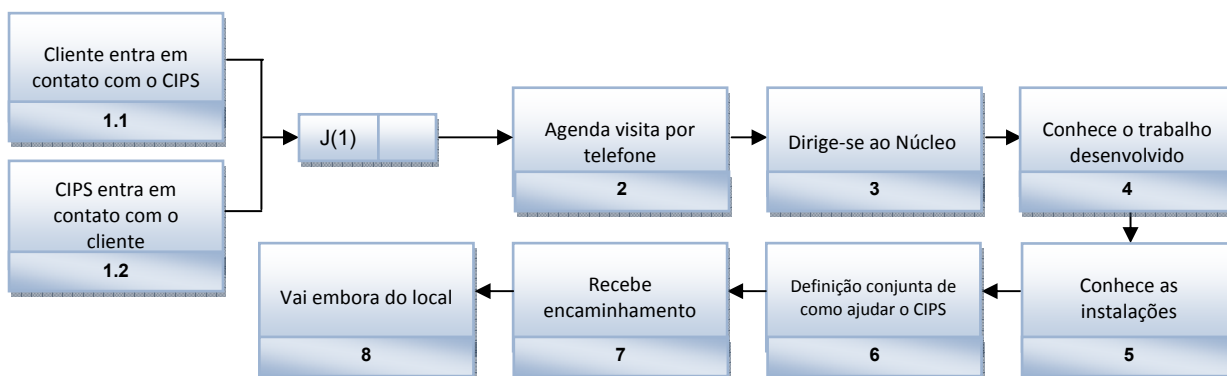 Cliente entra em
contato com o CIPS
1.1
CIPS entra em
contato com o
cliente
1.2
J(1)
Agenda visita por
telefone
2
Dirige-se ao Núcleo
3
Conhece o trabalho
desenvolvido
4
Conhece as
instalações
5
Definição conjunta de
como ajudar o CIPS
6
Recebe
encaminhamento
7
Vai embora do local
8